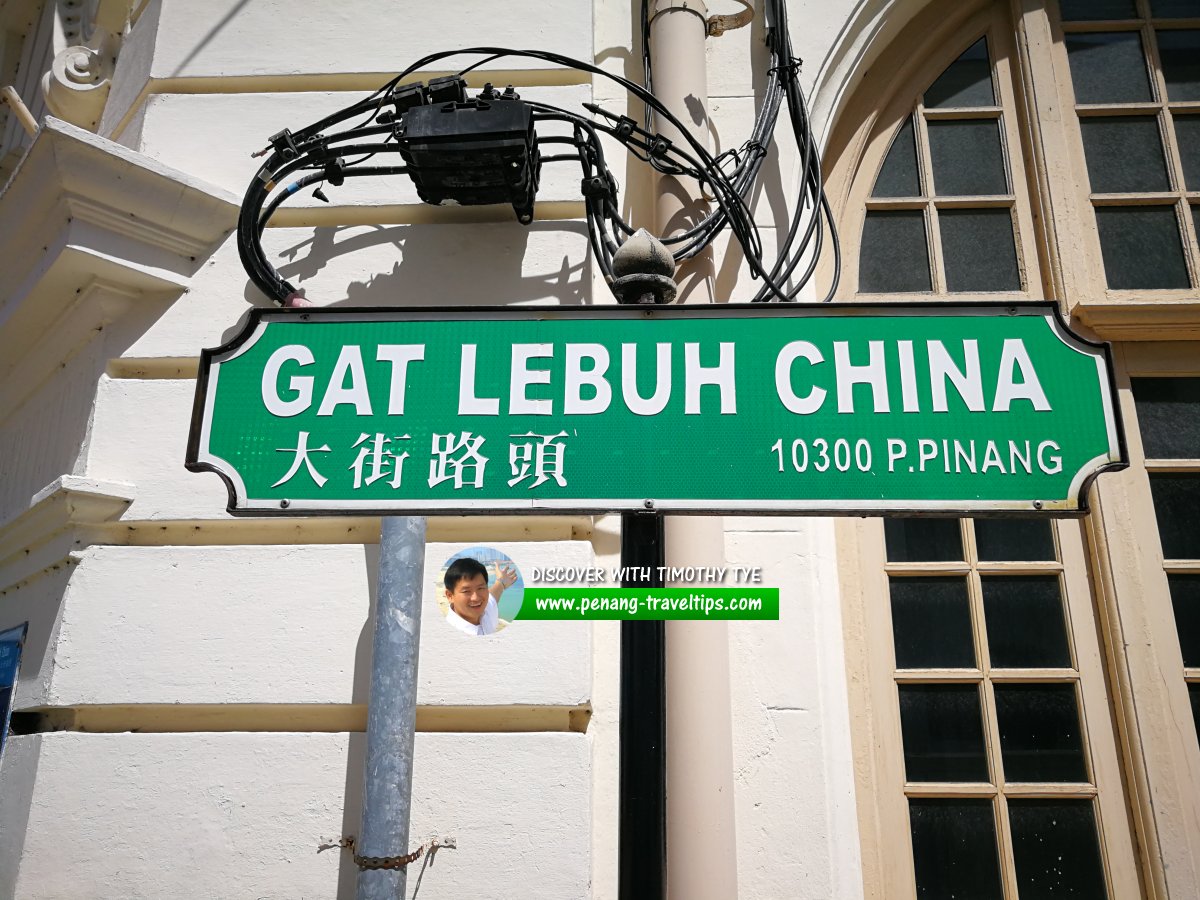 GAT LEBUH CHINA
大街路頭
10300 P.PINANG
DISCOVER WITH TIMOTHY TYE
www.penang-traveltips.com